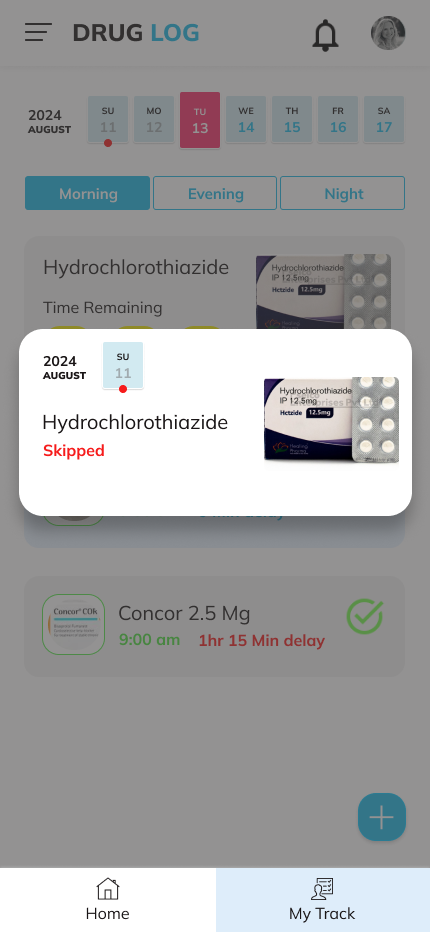 DRUG LOG
2024
AUGUST
SU
11
MO
12
TU
13
WE
14
TH
15
FR
16
SA
17
Morning
Evening
Night
Hydrochlorothiazide
Time Remaining
Hydrochlorothiazide
IP 12.5mg
Hctzide 12.5mg
2024
AUGUST
SU
11
Hydrochlorothiazide
Skipped
Hydrochlorothiazide
IP 12.5mg
Hctzide 12.5mg
Concor® COR
Concor 2.5 Mg
9:00 am
1hr 15 Min delay
Home
My Track